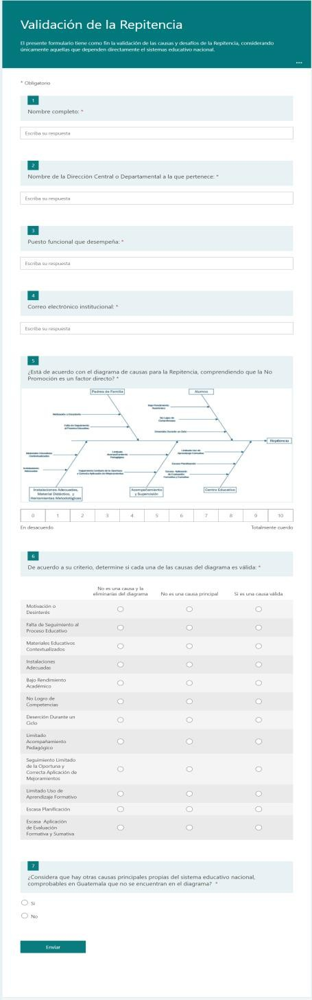 Validación de la Repitencia
El presente formulario tiene como fin la validación de las causas y desafíos de la Repitencia, considerando
únicamente aquellas que dependen directamente el sistemas educativo nacional.
...
* Obligatorio
1
Nombre completo: *
Escriba su respuesta
2
Nombre de la Dirección Central o Departamental a la que pertenece: *
Escriba su respuesta
3
Puesto funcional que desempeña: *
Escriba su respuesta
4
Correo electrónico institucional: *
Escriba su respuesta
5
¿Está de acuerdo con el diagrama de causas para la Repitencia, comprendiendo que la No
Promoción es un factor directo? *
Padres de Familia
Alumno
Motivación o Desinterés
Falta de Seguimiento
al Proceso Educativo
Bajo Rendimiento
Académico
No Logro de
Competencias
Deserción Durante un Ciclo
Repitencia
Materiales Educativos
Contextualizados
Instalaciones
Adecuadas
Limitado
Acompañamiento
Pedagógico
Seguimiento Limitado de la Oportuna
y Correcta Aplicación de Mejoramientos
Limitado Uso de
Aprendizaje Formativo
Escasa Planificación
Escasa Aplicación
de Evaluación
Formativa y Sumativa
Instalaciones Adecuadas,
Material Didáctico, y
Herramientas Metodológicas
Acompañamiento
y Supervisión
Centro Educativo
0 1 2 3 4 5 6 7 8 9 10
En desacuerdo Totalmente cuerdo
6
De acuerdo a su criterio, determine si cada una de las causas del diagrama es válida: *
No es una causa y la
eliminarías del diagrama
No es una causa principal
Si es una causa válida
Motivación o
Desinterés
Falta de Seguimiento al
Proceso Educativo
Materiales Educativos
Contextualizados
Instalaciones
Adecuadas
Bajo Rendimiento
Académico
No Logro de
Competencias
Deserción Durante un
Ciclo
Limitado
Acompañamiento
Pedagógico
Seguimiento Limitado
de la Oportuna y
Correcta Aplicación de
Mejoramientos
Limitado Uso de
Aprendizaje Formativo
Escasa Planificación
Escasa Aplicación
de Evaluación
Formativa y Sumativa
7
¿Considera que hay otras causas principales propias del sistema educativo nacional,
comprobables en Guatemala que no se encuentran en el diagrama? *
Si
No
Enviar